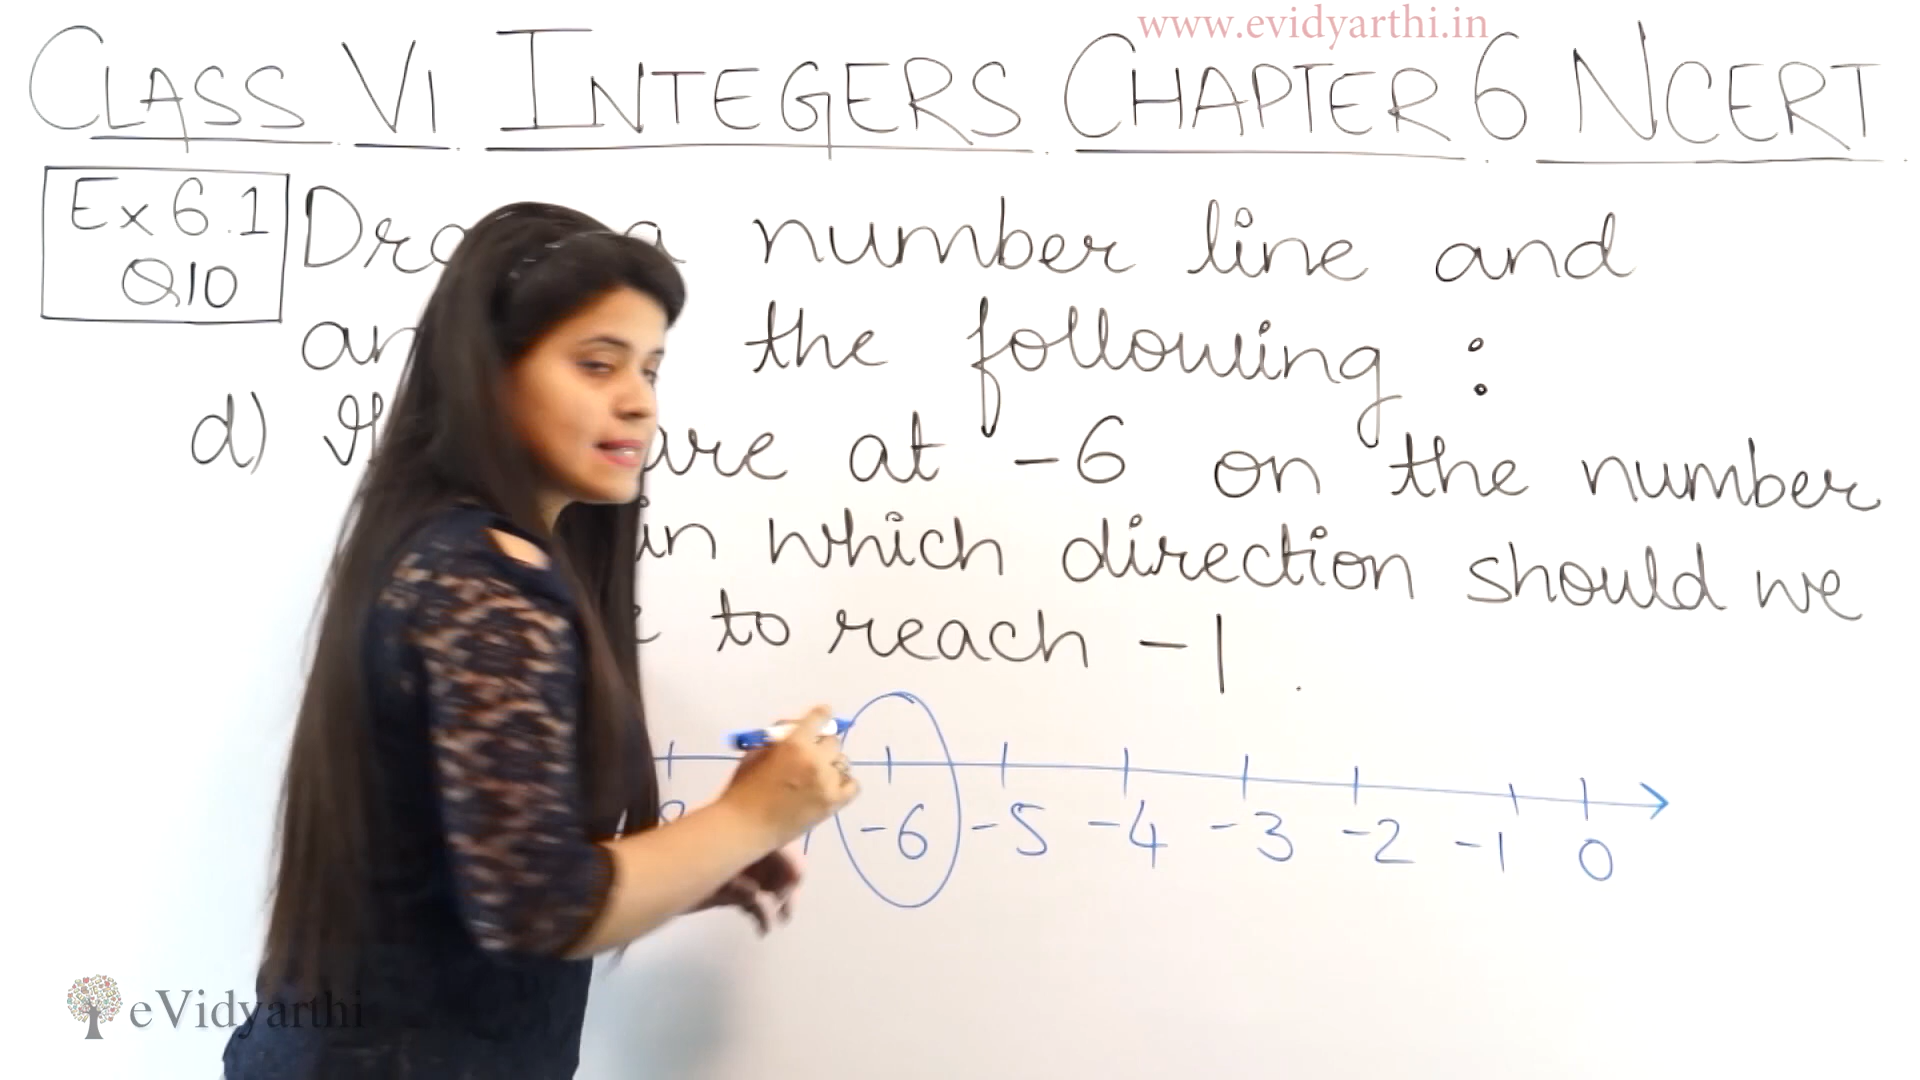 www.evidyarthi.in
CLASS VI INTEGERS CHAPTER 6 NCERT
Ex 6.1
Q10
number line and
the following :
d) are at -6 on the number
in which direction should we
to reach -1.
-6 -5 -4 -3 -2 -1 0
eVidyarthi